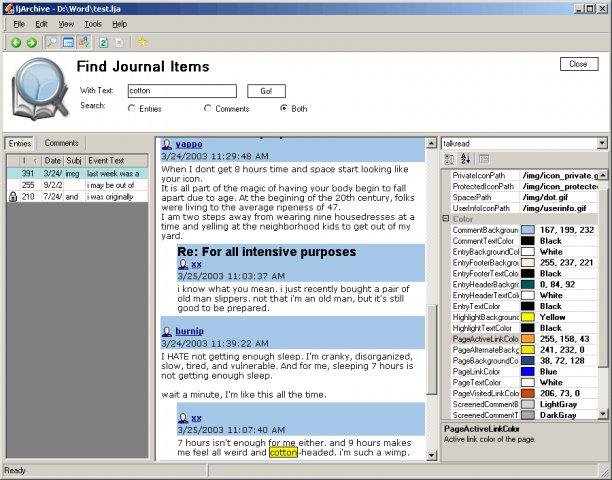 ljArchive - D:\Word\test.lja
File Edit View Tools Help
Find Journal Items
Close
With Text: cotton Go!
Search: Entries Comments Both
Entries Comments
Date Subj Event Text
391 3/24/ irreg last week was a
255 9/2/2 i may be out of
210 7/24/ and i was orignally
yappo
3/24/2003 11:29:48 AM
When I dont get 8 hours time and space start looking like
your icon.
It is all part of the magic of having your body begin to fall
apart due to age. At the begining of the 20th century, folks
were living to the average ripeness of 47.
I am two steps away from wearing nine housedresses at a
time and yelling at the neighborhood kids to get out of my
yard.
Re: For all intensive purposes
xx
3/25/2003 11:03:37 AM
i know what you mean. i just recently bought a pair of
old man slippers. not that i'm an old man, but it's still
good to be prepared.
burnip
3/24/2003 11:39:22 AM
I HATE not getting enough sleep. I'm cranky, disorganized,
slow, tired, and vulnerable. And for me, sleeping 7 hours is
not getting enough sleep.
wait a minute, I'm like this all the time.
xx
3/25/2003 11:07:40 AM
7 hours isn't enough for me either. and 9 hours makes
me feel all weird and cotton-headed. i'm such a wimp.
talkread
PrivateIconPath /img/icon_private.g
ProtectedIconPath /img/icon_protecte
SpacerPath /img/dot.gif
UserInfoIconPath /img/userinfo.gif
Color
CommentBackgroun 167, 199, 232
CommentTextColor Black
EntryBackgroundCo White
EntryFooterBackgro 255, 237, 221
EntryFooterTextCo Black
EntryHeaderBackgr 0, 84, 92
EntryHeaderTextCo White
EntryTextColor Black
HighlightBackgroun Yellow
HighlightTextColor Black
PageActiveLinkColo 255, 158, 43
PageAlternateBackg 241, 232, 0
PageBackgroundCo 38, 72, 128
PageLinkColor Blue
PageTextColor White
PageVisitedLinkCol 206, 73, 0
ScreenedCommentB LightGray
ScreenedCommentT DarkGray
PageActiveLinkColor
Active link color of the page.
Ready